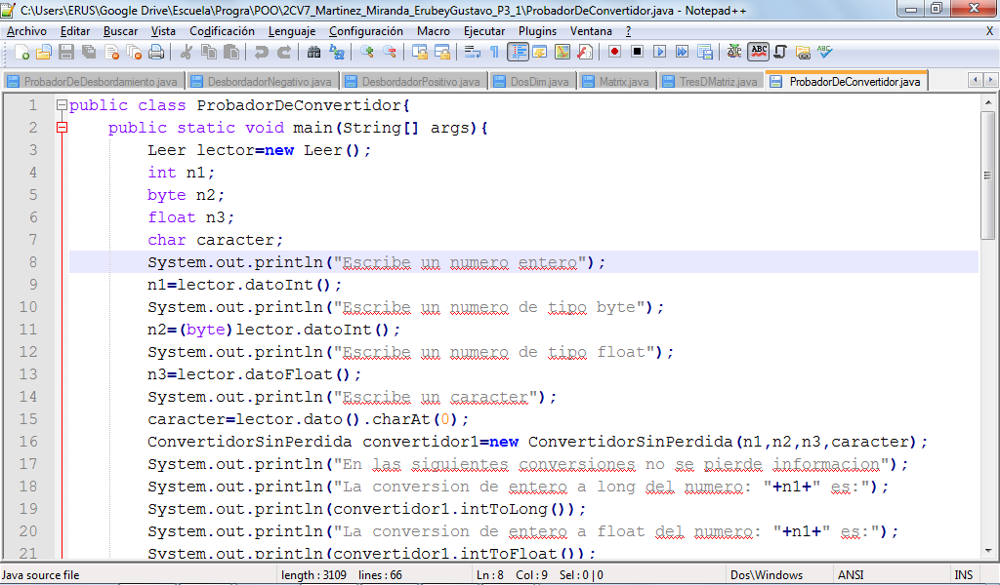 C:\Users\ERUS\Google Drive\Escuela\Progra\POO\2CV7_Martinez_Miranda_ErubeyGustavo_P3_1\ProbadorDeConvertidor.java - Notepad++
Archivo Editar Buscar Vista Codificación Lenguaje Configuración Macro Ejecutar Plugins Ventana ? X
ProbadorDeDesbordamiento.java DesbordadorNegativo.java DesbordadorPositivo.java DosDim.java Matrix.java TresDMatriz.java ProbadorDeConvertidor.java
1 public class ProbadorDeConvertidor{
2 public static void main(String[] args){
3 Leer lector=new Leer();
4 int n1;
5 byte n2;
6 float n3;
7 char caracter;
8 System.out.println("Escribe un numero entero");
9 n1=lector.datoInt();
10 System.out.println("Escribe un numero de tipo byte");
11 n2=(byte)lector.datoInt();
12 System.out.println("Escribe un numero de tipo float");
13 n3=lector.datoFloat();
14 System.out.println("Escribe un caracter");
15 caracter=lector.dato().charAt(0);
16 ConvertidorSinPerdida convertidor1=new ConvertidorSinPerdida(n1,n2,n3,caracter);
17 System.out.println("En las siguientes conversiones no se pierde informacion");
18 System.out.println("La conversion de entero a long del numero: "+n1+" es:");
19 System.out.println(convertidor1.intToLong());
20 System.out.println("La conversion de entero a float del numero: "+n1+" es:");
21 System.out.println(convertidor1.intToFloat());
Java source file length : 3109 lines : 66 Ln : 8 Col : 9 Sel : 0 | 0 Dos\Windows ANSI INS